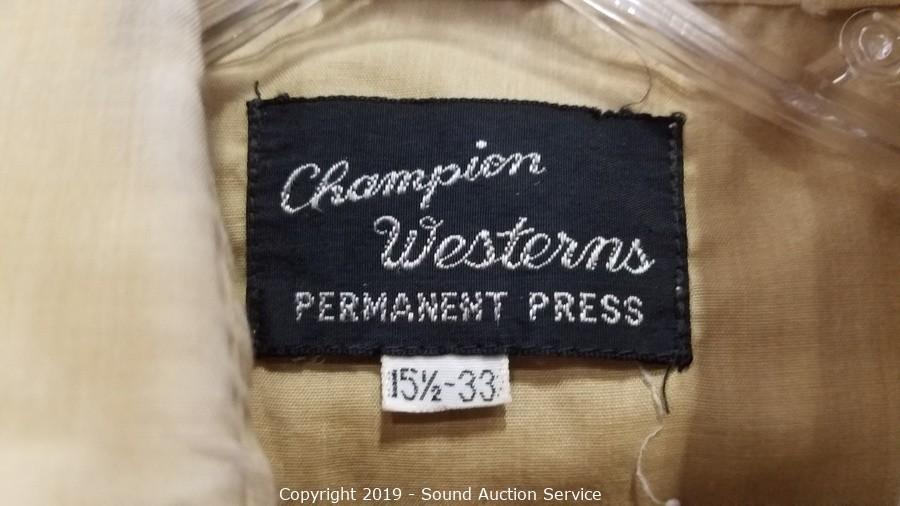 Champion
Westerns
PERMANENT PRESS
15½-33
Copyright 2019 - Sound Auction Service